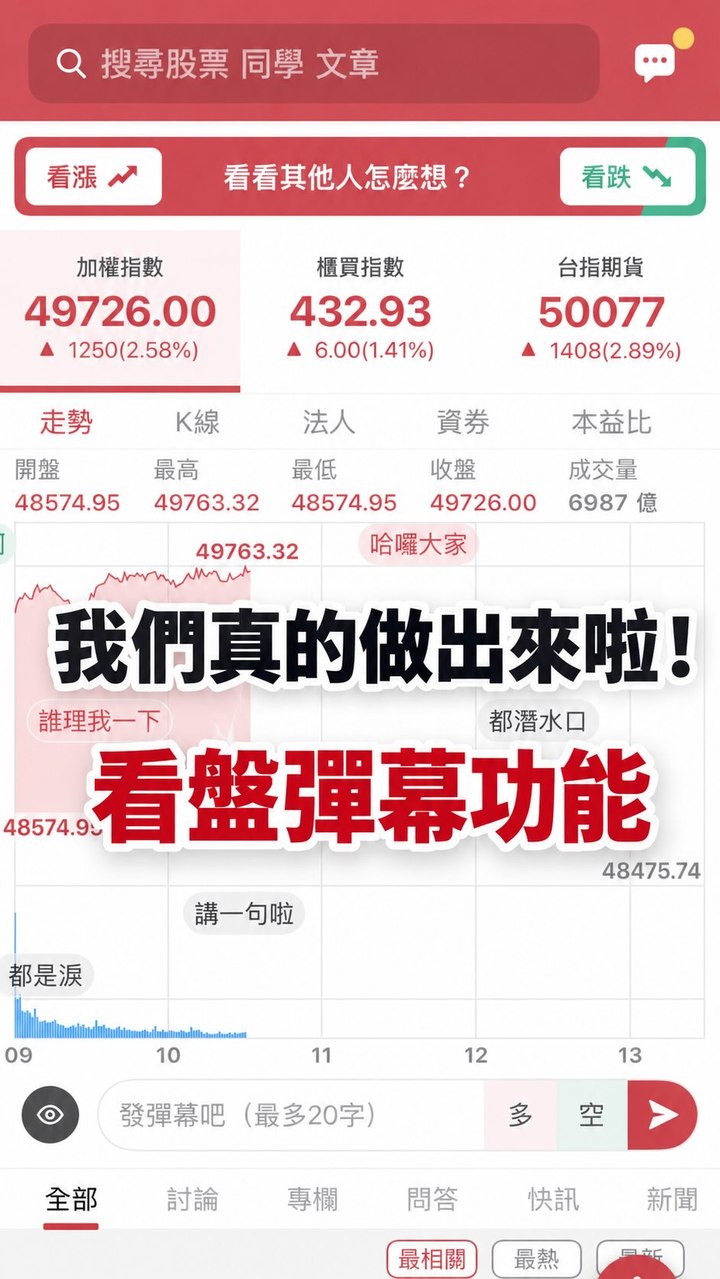 搜尋股票 同學 文章
看漲 看看其他人怎麼想？ 看跌
加權指數 櫃買指數 台指期貨
49726.00 432.93 50077
▲ 1250(2.58%) ▲ 6.00(1.41%) ▲ 1408(2.89%)
走勢 K線 法人 資券 本益比
開盤 最高 最低 收盤 成交量
48574.95 49763.32 48574.95 49726.00 6987 億
49763.32 哈囉大家
我們真的做出來啦！
誰理我一下 都潛水口
看盤彈幕功能
48574.95
48475.74
講一句啦
都是淚
09 10 11 12 13
發彈幕吧（最多20字） 多 空
全部 討論 專欄 問答 快訊 新聞
最相關 最熱 最新